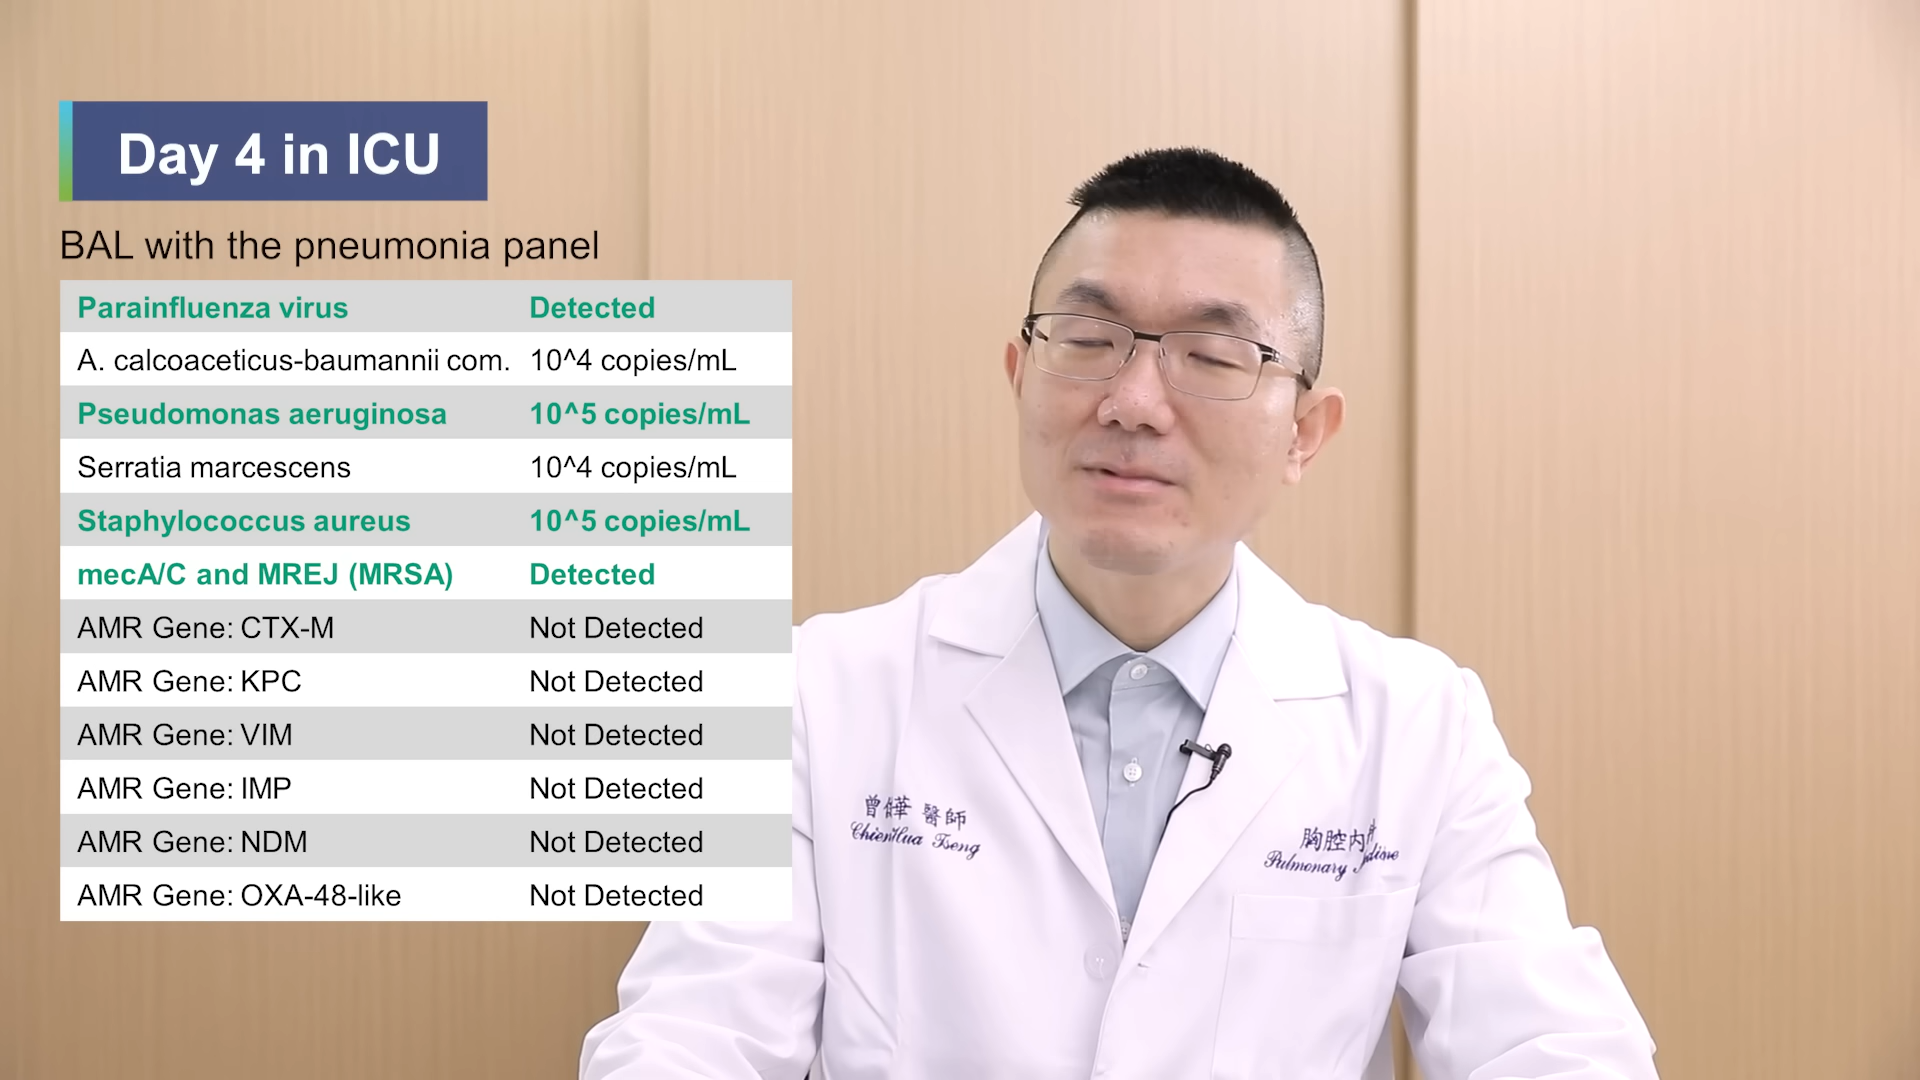 Day 4 in ICU
BAL with the pneumonia panel
Parainfluenza virus Detected
A. calcoaceticus-baumannii com. 10^4 copies/mL
Pseudomonas aeruginosa 10^5 copies/mL
Serratia marcescens 10^4 copies/mL
Staphylococcus aureus 10^5 copies/mL
mecA/C and MREJ (MRSA) Detected
AMR Gene: CTX-M Not Detected
AMR Gene: KPC Not Detected
AMR Gene: VIM Not Detected
AMR Gene: IMP Not Detected
AMR Gene: NDM Not Detected
AMR Gene: OXA-48-like Not Detected
醫師
ChienHua Tseng
胸腔內
Pulmonary